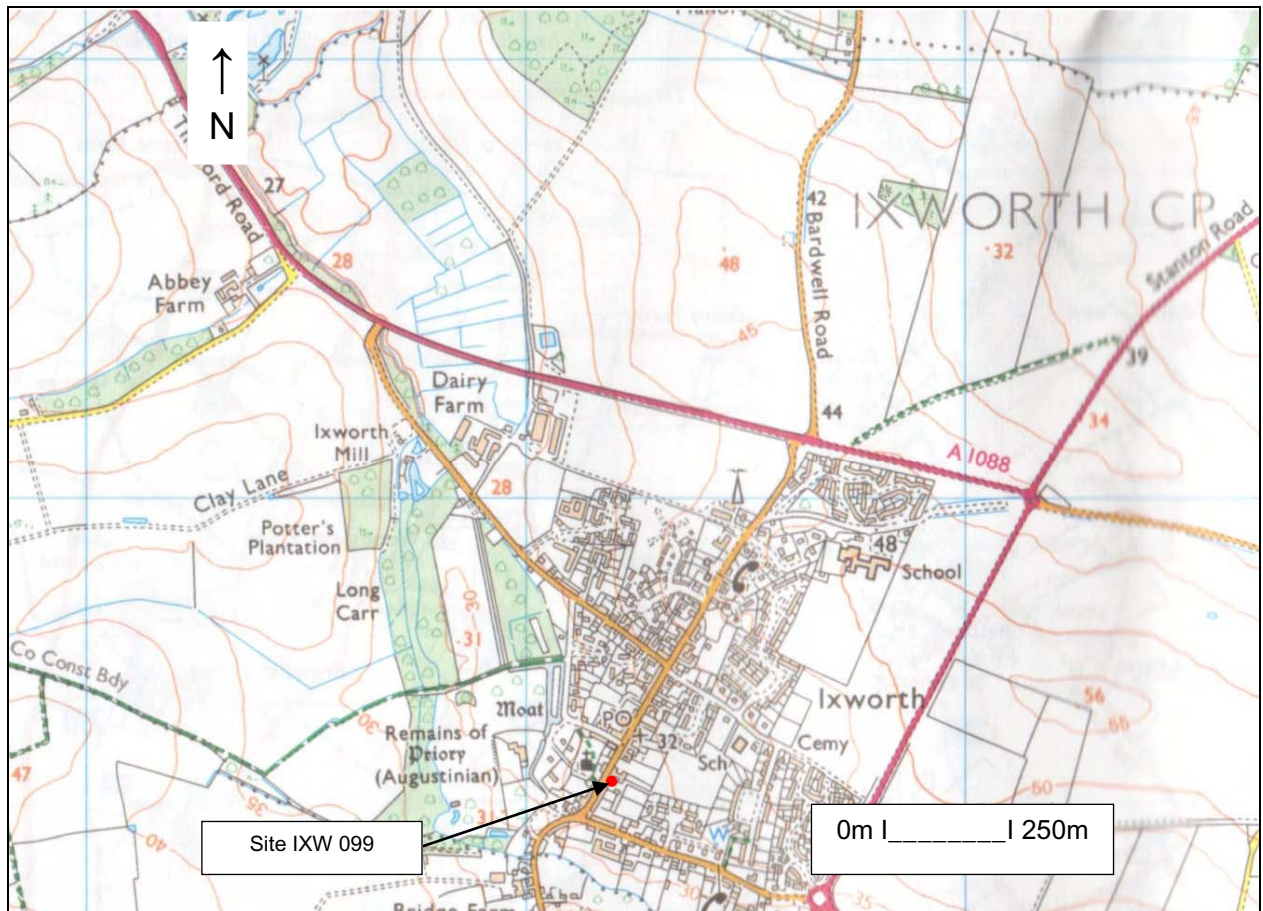 ↑
N
27
28
Abbey
Farm
42
Bardwell Road
IXWORTH CP
Stanton Road
.32
.48
45
39
34
44
A 1088
Dairy
Farm
Ixworth
Mill
28
Clay Lane
Potter's
Plantation
48
School
Long
Carr
30
.31
Co Const Bdy
Moat
Ixworth
56
55
PO
+ 32
Cemy
Remains of
Priory
(Augustinian)
Sch
30
47
35
31
50
W
40
Site IXW 099
0m I_________I 250m
30
35
Bridge Farm